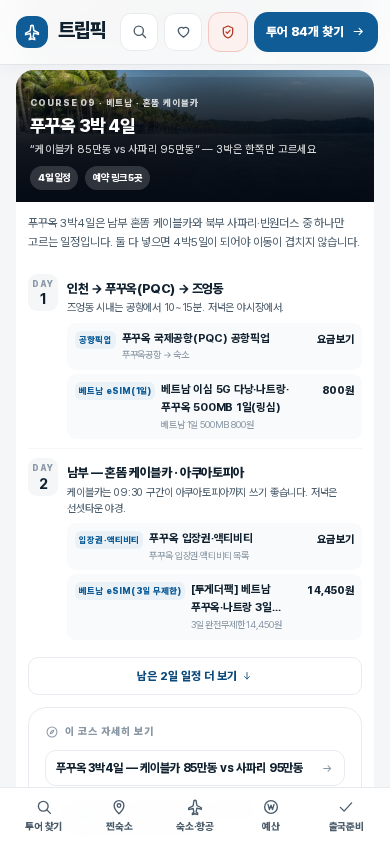 트립픽
투어 84개 찾기 →
COURSE 09 · 베트남 · 혼똠 케이블카
푸꾸옥 3박 4일
“케이블카 85만동 vs 사파리 95만동” — 3박은 한쪽만 고르세요
4일 일정
예약 링크 5곳
푸꾸옥 3박4일은 남부 혼똠 케이블카와 북부 사파리·빈원더스 중 하나만
고르는 일정입니다. 둘 다 넣으면 4박5일이 되어야 이동이 겹치지 않습니다.
DAY
1
인천 → 푸꾸옥(PQC) → 즈엉동
즈엉동 시내는 공항에서 10~15분. 저녁은 야시장에서.
공항픽업
푸꾸옥 국제공항(PQC) 공항픽업
요금보기
푸꾸옥공항 → 숙소
베트남 eSIM(1일)
베트남 이심 5G 다낭·나트랑·
푸꾸옥 500MB 1일(링심)
800원
베트남 1일 500MB 800원
DAY
2
남부 — 혼똠 케이블카 · 아쿠아토피아
케이블카는 09:30 구간이 아쿠아토피아까지 쓰기 좋습니다. 저녁은
선셋타운 야경.
입장권·액티비티
푸꾸옥 입장권·액티비티
요금보기
푸꾸옥 입장권·액티비티 목록
베트남 eSIM(3일 무제한)
[투게더팩] 베트남
푸꾸옥·나트랑 3일…
14,450원
3일 완전무제한 14,450원
남은 2일 일정 더 보기 ↓
이 코스 자세히 보기
푸꾸옥 3박4일 — 케이블카 85만동 vs 사파리 95만동 →
투어 찾기
찐숙소
숙소·항공
예산
출국준비